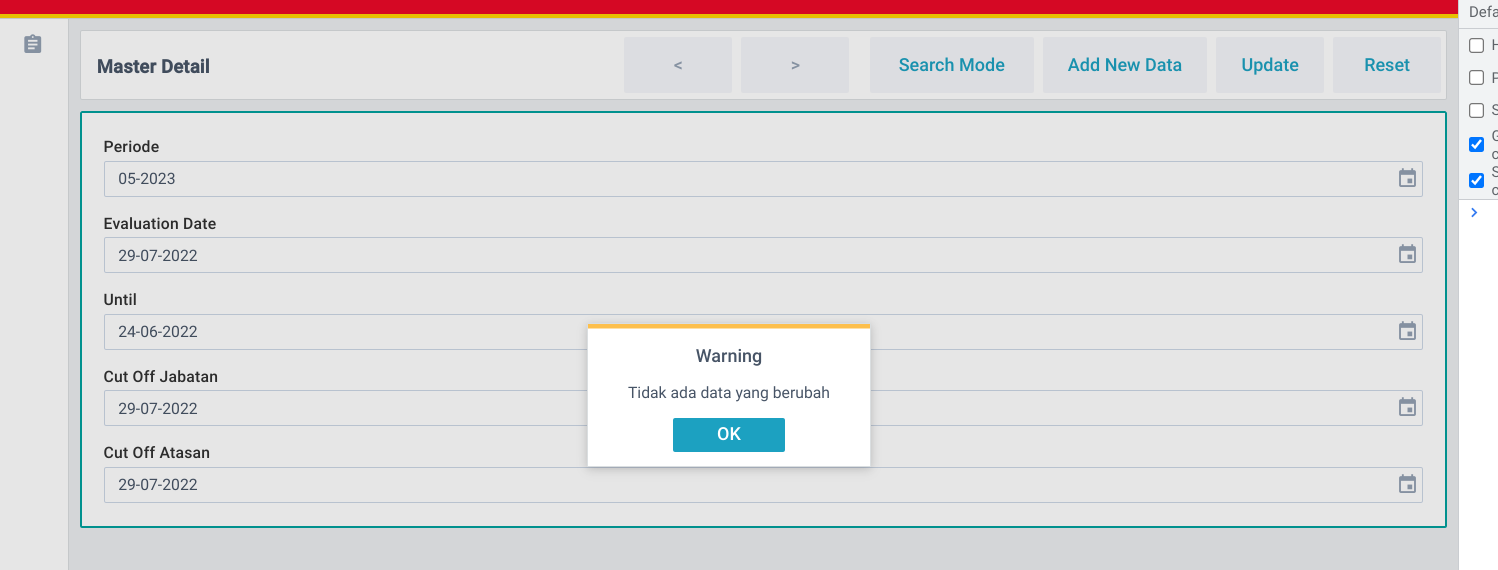 Defa
Master Detail
<
>
Search Mode
Add New Data
Update
Reset
Periode
05-2023
Evaluation Date
29-07-2022
Until
24-06-2022
Cut Off Jabatan
29-07-2022
Cut Off Atasan
29-07-2022
Warning
Tidak ada data yang berubah
OK